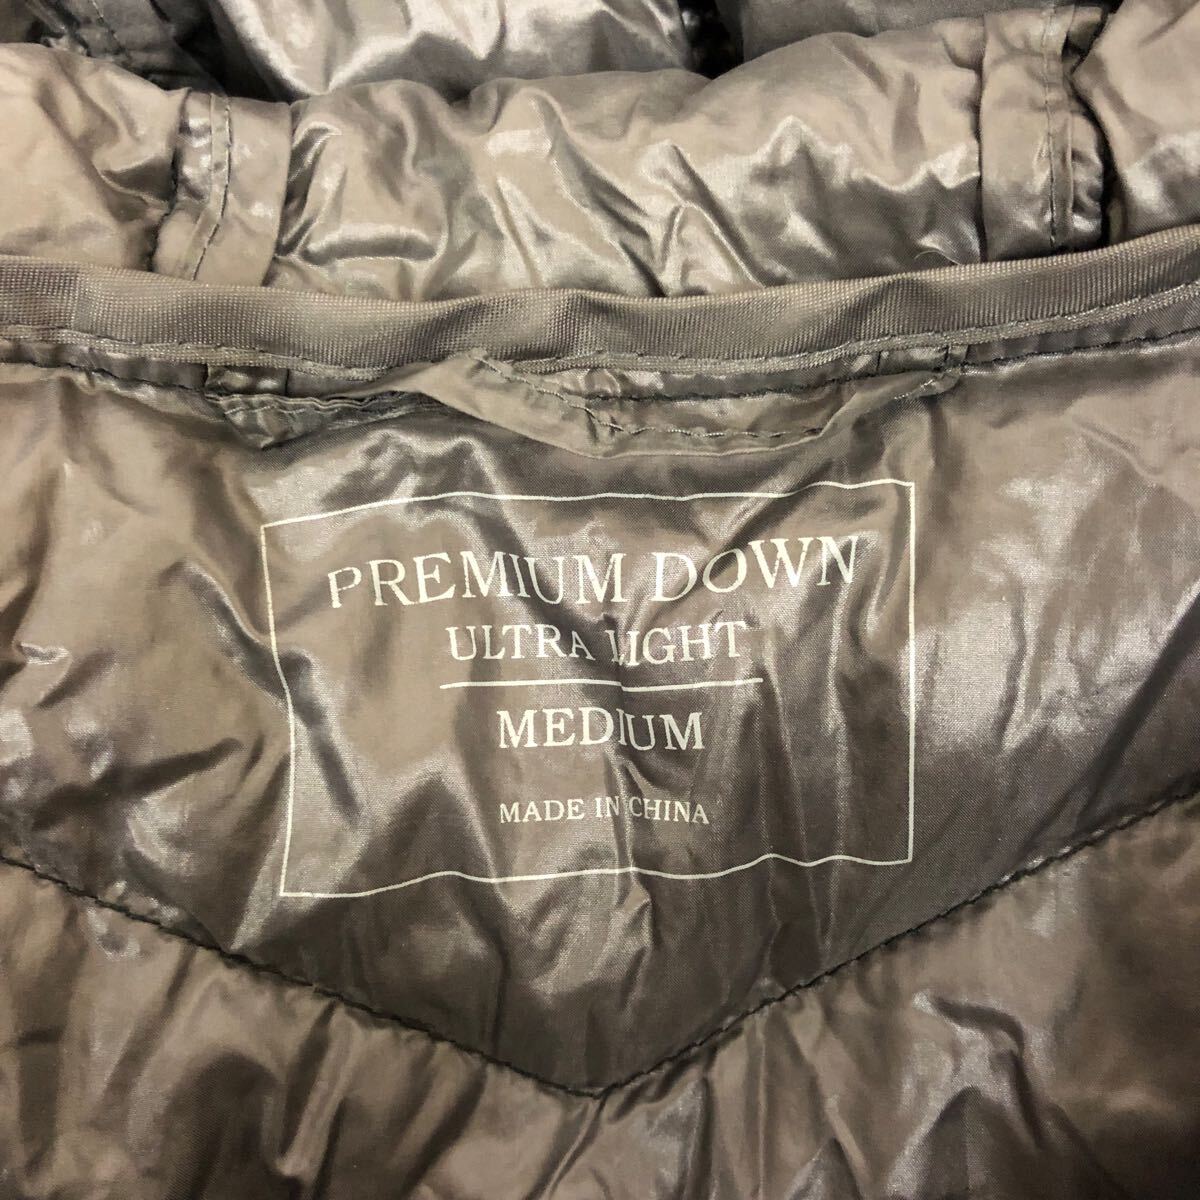 PREMIUM DOWN
ULTRA LIGHT
MEDIUM
MADE IN CHINA